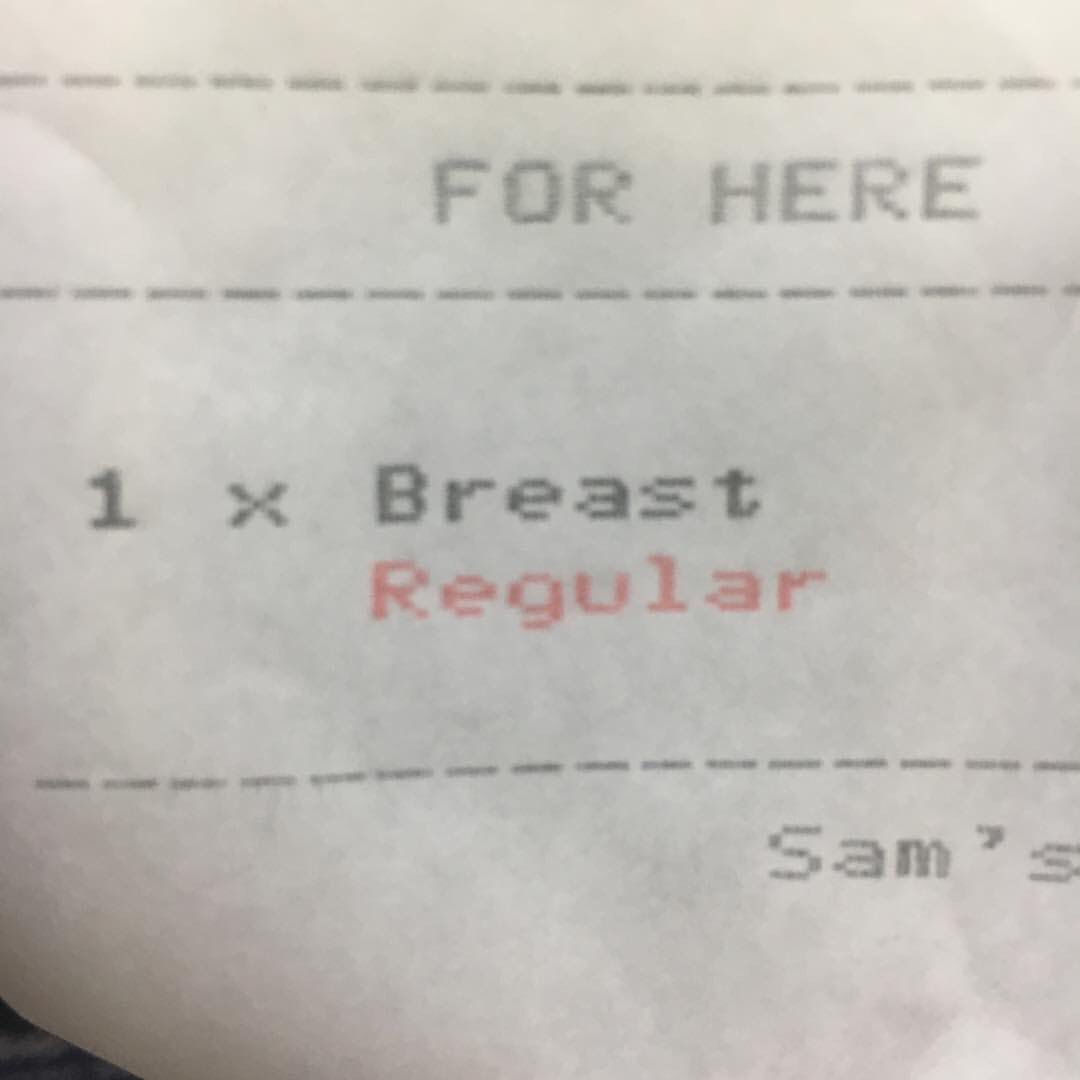 FOR HERE
1 x Breast
Regular
Sam's